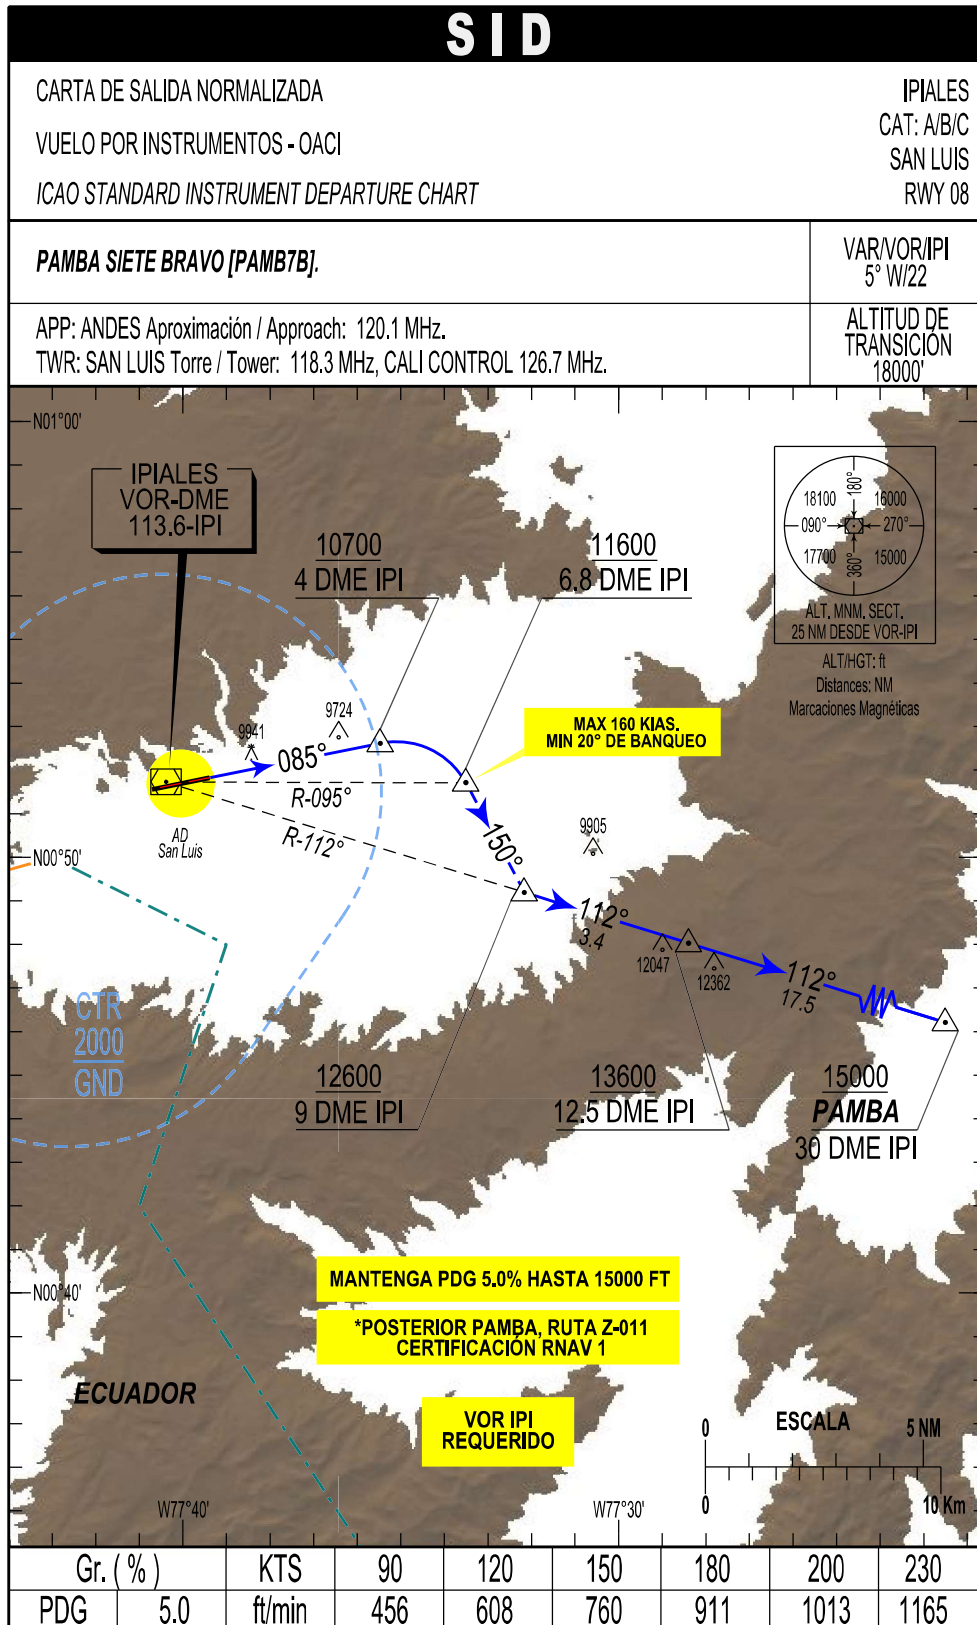 SID
CARTA DE SALIDA NORMALIZADA
VUELO POR INSTRUMENTOS - OACI
ICAO STANDARD INSTRUMENT DEPARTURE CHART
IPIALES
CAT: A/B/C
SAN LUIS
RWY 08
PAMBA SIETE BRAVO [PAMB7B].
VAR/VOR/IPI
5° W/22
APP: ANDES Aproximación / Approach: 120.1 MHz.
TWR: SAN LUIS Torre / Tower: 118.3 MHz, CALI CONTROL 126.7 MHz.
ALTITUD DE
TRANSICIÓN
18000'
N01°00'
IPIALES
VOR-DME
113.6-IPI
10700
4 DME IPI
11600
6.8 DME IPI
180°
18100
16000
090°
270°
17700
15000
360°
ALT. MNM. SECT.
25 NM DESDE VOR-IPI
ALT/HGT: ft
Distances: NM
Marcaciones Magnéticas
9941
9724
MAX 160 KIAS.
MIN 20° DE BANQUEO
085°
R-095°
R-112°
150°
AD
San Luis
9905
N00°50'
112°
3.4
12047
12362
112°
17.5
CTR
2000
GND
12600
9 DME IPI
13600
12.5 DME IPI
15000
PAMBA
30 DME IPI
MANTENGA PDG 5.0% HASTA 15000 FT
N00°40'
*POSTERIOR PAMBA, RUTA Z-011
CERTIFICACIÓN RNAV 1
ECUADOR
VOR IPI
REQUERIDO
0 ESCALA 5 NM
0 10 Km
W77°40'
W77°30'
Gr. ( % ) KTS 90 120 150 180 200 230
PDG 5.0 ft/min 456 608 760 911 1013 1165